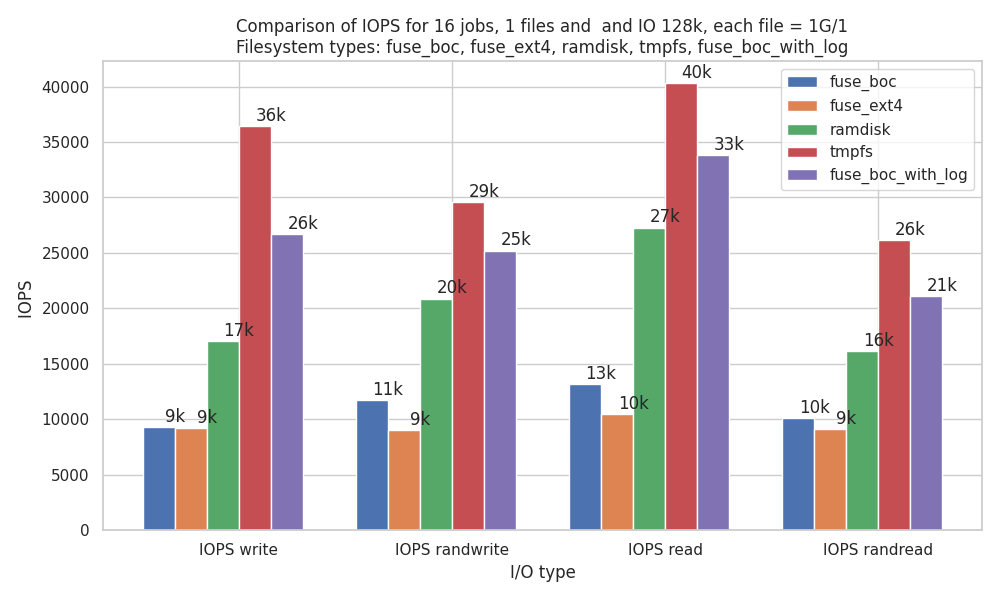 Comparison of IOPS for 16 jobs, 1 files and  and IO 128k, each file = 1G/1
Filesystem types: fuse_boc, fuse_ext4, ramdisk, tmpfs, fuse_boc_with_log
IOPS
40000
35000
30000
25000
20000
15000
10000
5000
0
9k
9k
17k
36k
26k
11k
9k
20k
29k
25k
13k
10k
27k
40k
33k
10k
9k
16k
26k
21k
fuse_boc
fuse_ext4
ramdisk
tmpfs
fuse_boc_with_log
IOPS write
IOPS randwrite
IOPS read
IOPS randread
I/O type